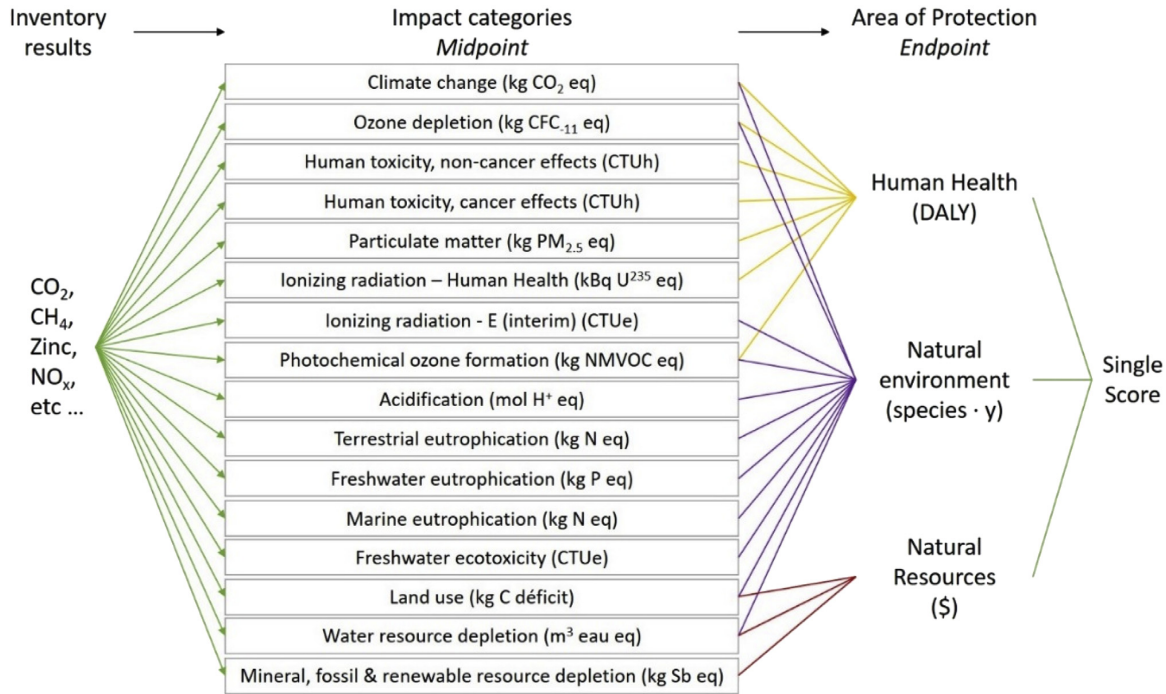 Inventory
results
Impact categories
Midpoint
Area of Protection
Endpoint
CO₂,
CH₄,
Zinc,
NOₓ,
etc ...
Climate change (kg CO₂ eq)
Ozone depletion (kg CFC₋₁₁ eq)
Human toxicity, non-cancer effects (CTUh)
Human toxicity, cancer effects (CTUh)
Particulate matter (kg PM₂.₅ eq)
Ionizing radiation – Human Health (kBq U²³⁵ eq)
Ionizing radiation - E (interim) (CTUe)
Photochemical ozone formation (kg NMVOC eq)
Acidification (mol H⁺ eq)
Terrestrial eutrophication (kg N eq)
Freshwater eutrophication (kg P eq)
Marine eutrophication (kg N eq)
Freshwater ecotoxicity (CTUe)
Land use (kg C déficit)
Water resource depletion (m³ eau eq)
Mineral, fossil & renewable resource depletion (kg Sb eq)
Human Health
(DALY)
Natural
environment
(species · y)
Natural
Resources
($)
Single
Score